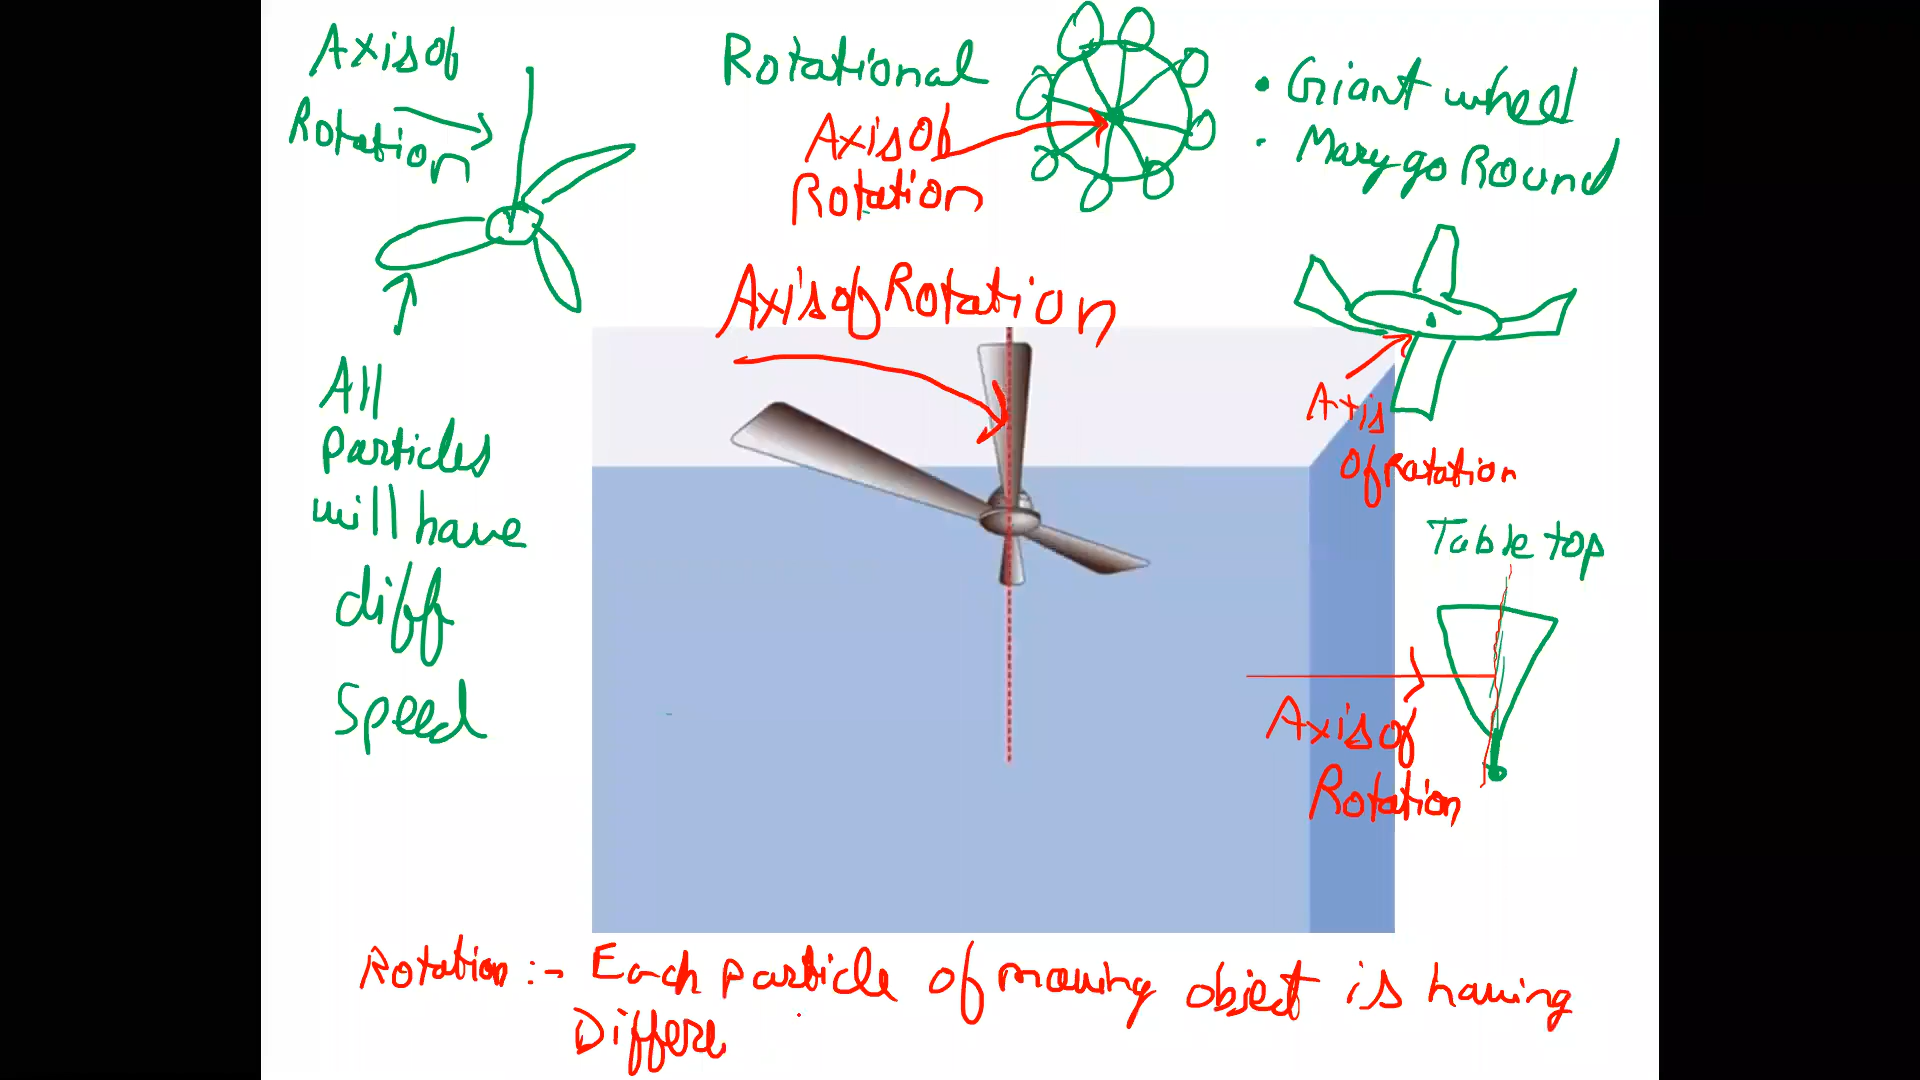 Axis of
Rotation
Rotational
Axis of
Rotation
• Giant wheel
• Mary go Round
Axis of Rotation
Axis
Of Rotation
All
particles
will have
diff
Speed
Table top
Axis of
Rotation
Rotation :- Each particle of moving object is having
Differe